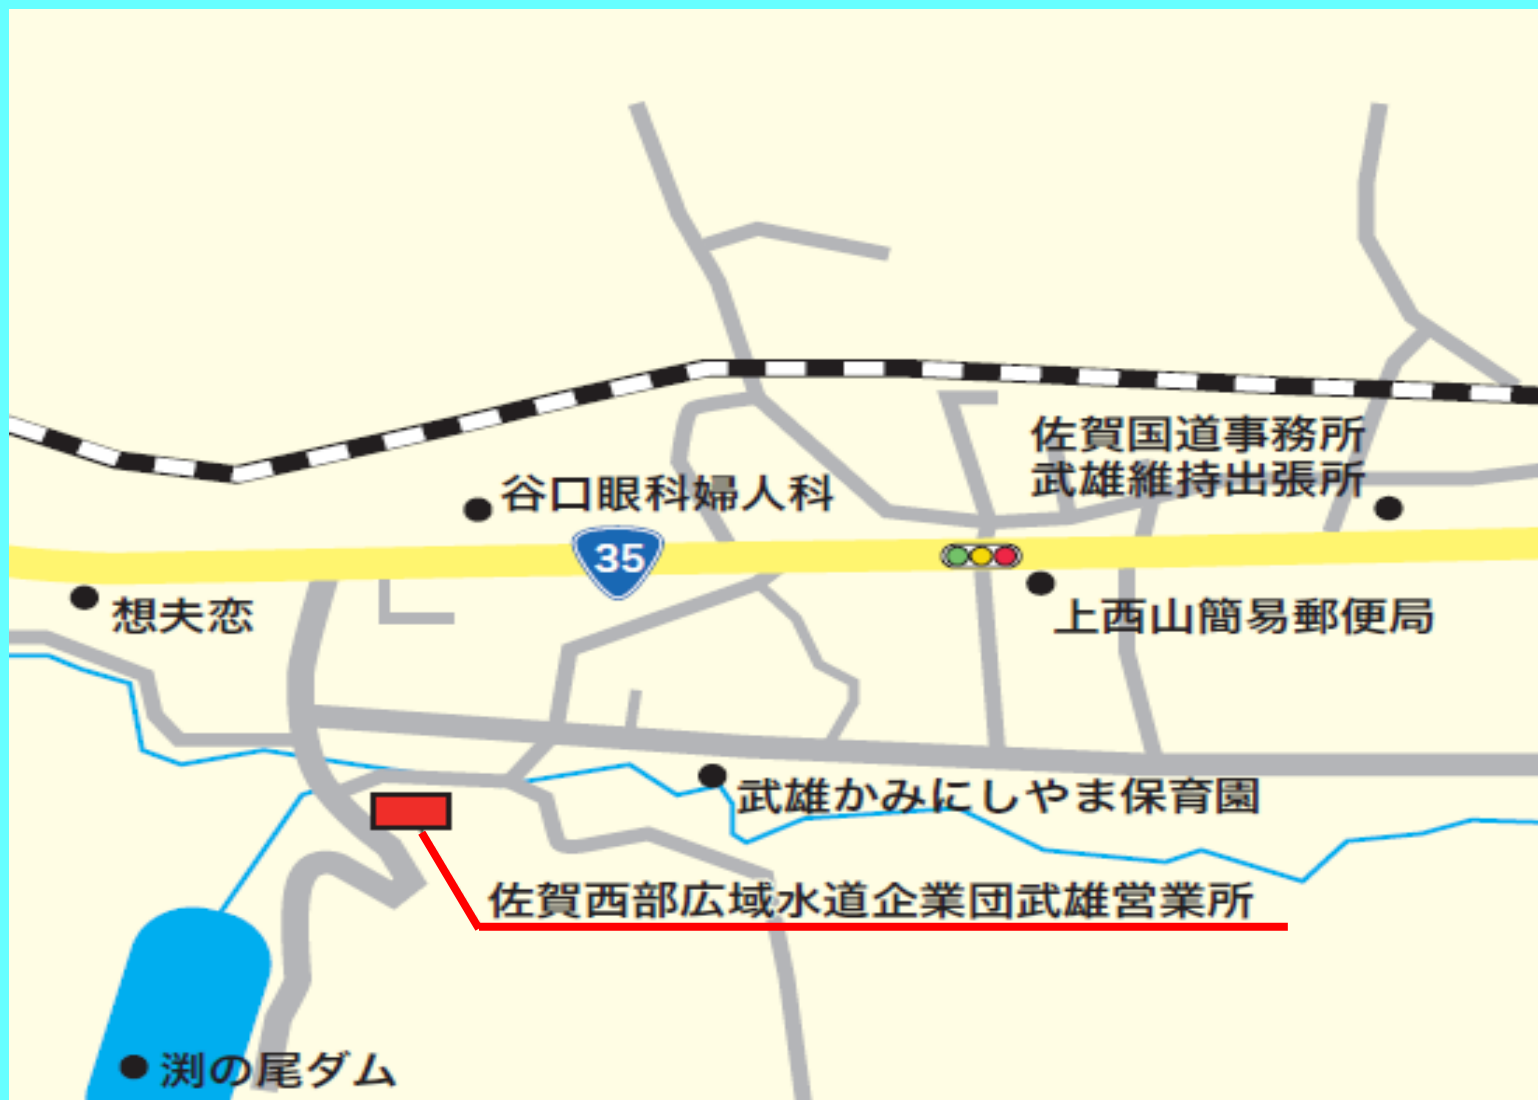 佐賀国道事務所
武雄維持出張所
谷口眼科婦人科
35
想夫恋
上西山簡易郵便局
武雄かみにしやま保育園
佐賀西部広域水道企業団武雄営業所
渕の尾ダム